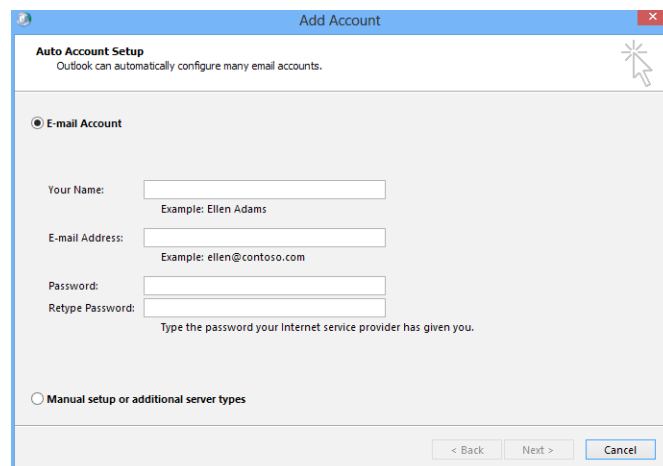 Add Account
Auto Account Setup
Outlook can automatically configure many email accounts.
E-mail Account
Your Name:
Example: Ellen Adams
E-mail Address:
Example: ellen@contoso.com
Password:
Retype Password:
Type the password your Internet service provider has given you.
Manual setup or additional server types
< Back Next > Cancel